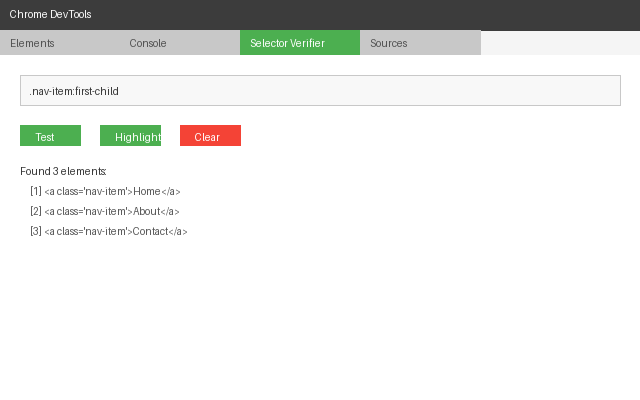 Chrome DevTools
Elements Console Selector Verifier Sources
.nav-item:first-child
Test Highlight Clear
Found 3 elements:
[1] <a class='nav-item'>Home</a>
[2] <a class='nav-item'>About</a>
[3] <a class='nav-item'>Contact</a>